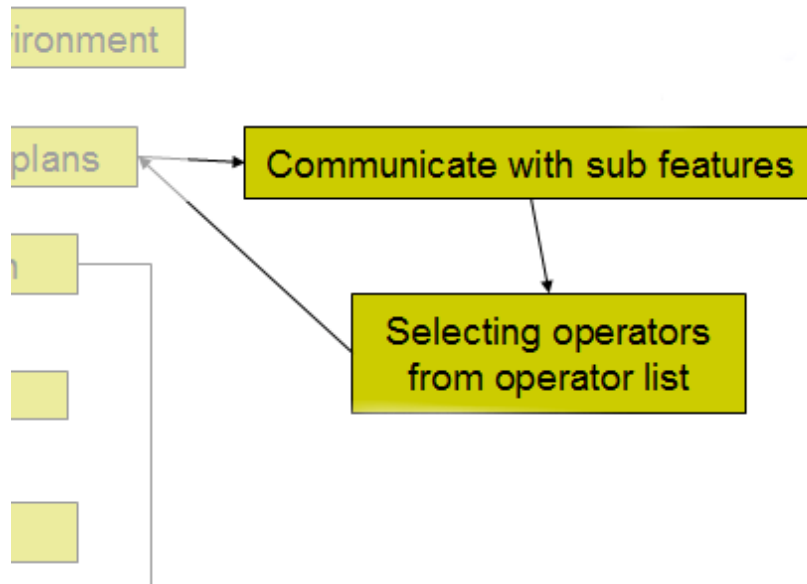 ironment
plans
Communicate with sub features
n
Selecting operators
from operator list